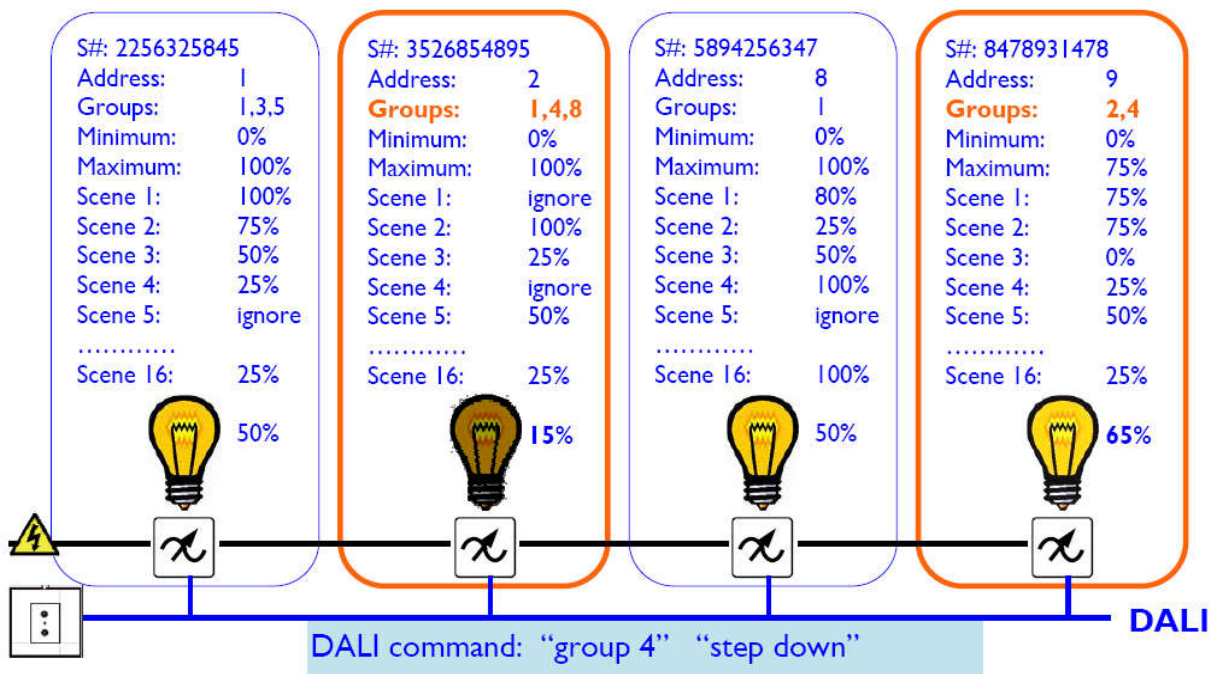 S#: 2256325845
Address: 1
Groups: 1,3,5
Minimum: 0%
Maximum: 100%
Scene 1: 100%
Scene 2: 75%
Scene 3: 50%
Scene 4: 25%
Scene 5: ignore
............
Scene 16: 25%
50%
S#: 3526854895
Address: 2
Groups: 1,4,8
Minimum: 0%
Maximum: 100%
Scene 1: ignore
Scene 2: 100%
Scene 3: 25%
Scene 4: ignore
Scene 5: 50%
............
Scene 16: 25%
15%
S#: 5894256347
Address: 8
Groups: 1
Minimum: 0%
Maximum: 100%
Scene 1: 80%
Scene 2: 25%
Scene 3: 50%
Scene 4: 100%
Scene 5: ignore
............
Scene 16: 100%
50%
S#: 8478931478
Address: 9
Groups: 2,4
Minimum: 0%
Maximum: 75%
Scene 1: 75%
Scene 2: 75%
Scene 3: 0%
Scene 4: 25%
Scene 5: 50%
............
Scene 16: 25%
65%
DALI
DALI command: “group 4” “step down”